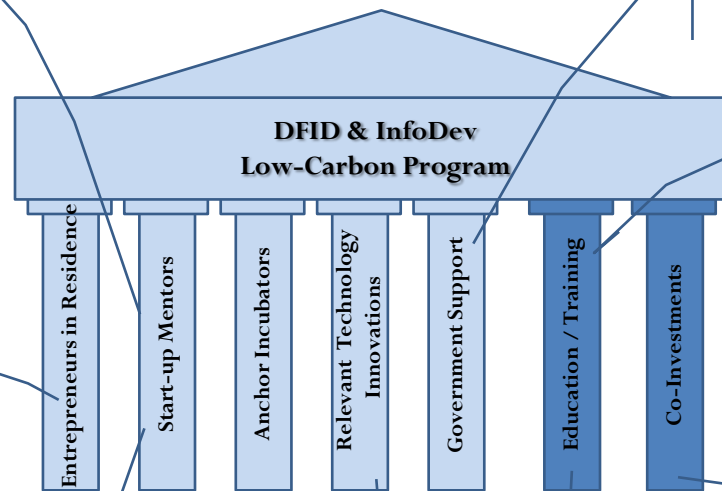 DFID & InfoDev
Low-Carbon Program
Entrepreneurs in Residence
Start-up Mentors
Anchor Incubators
Relevant Technology
Innovations
Government Support
Education / Training
Co-Investments